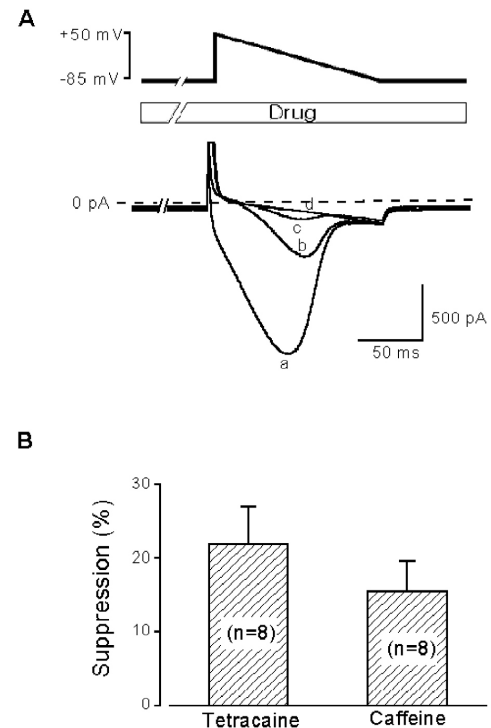 A
+50 mV
-85 mV
Drug
0 pA
d
c
b
a
500 pA
50 ms
B
Suppression (%)
30
20
10
0
(n=8)
(n=8)
Tetracaine
Caffeine